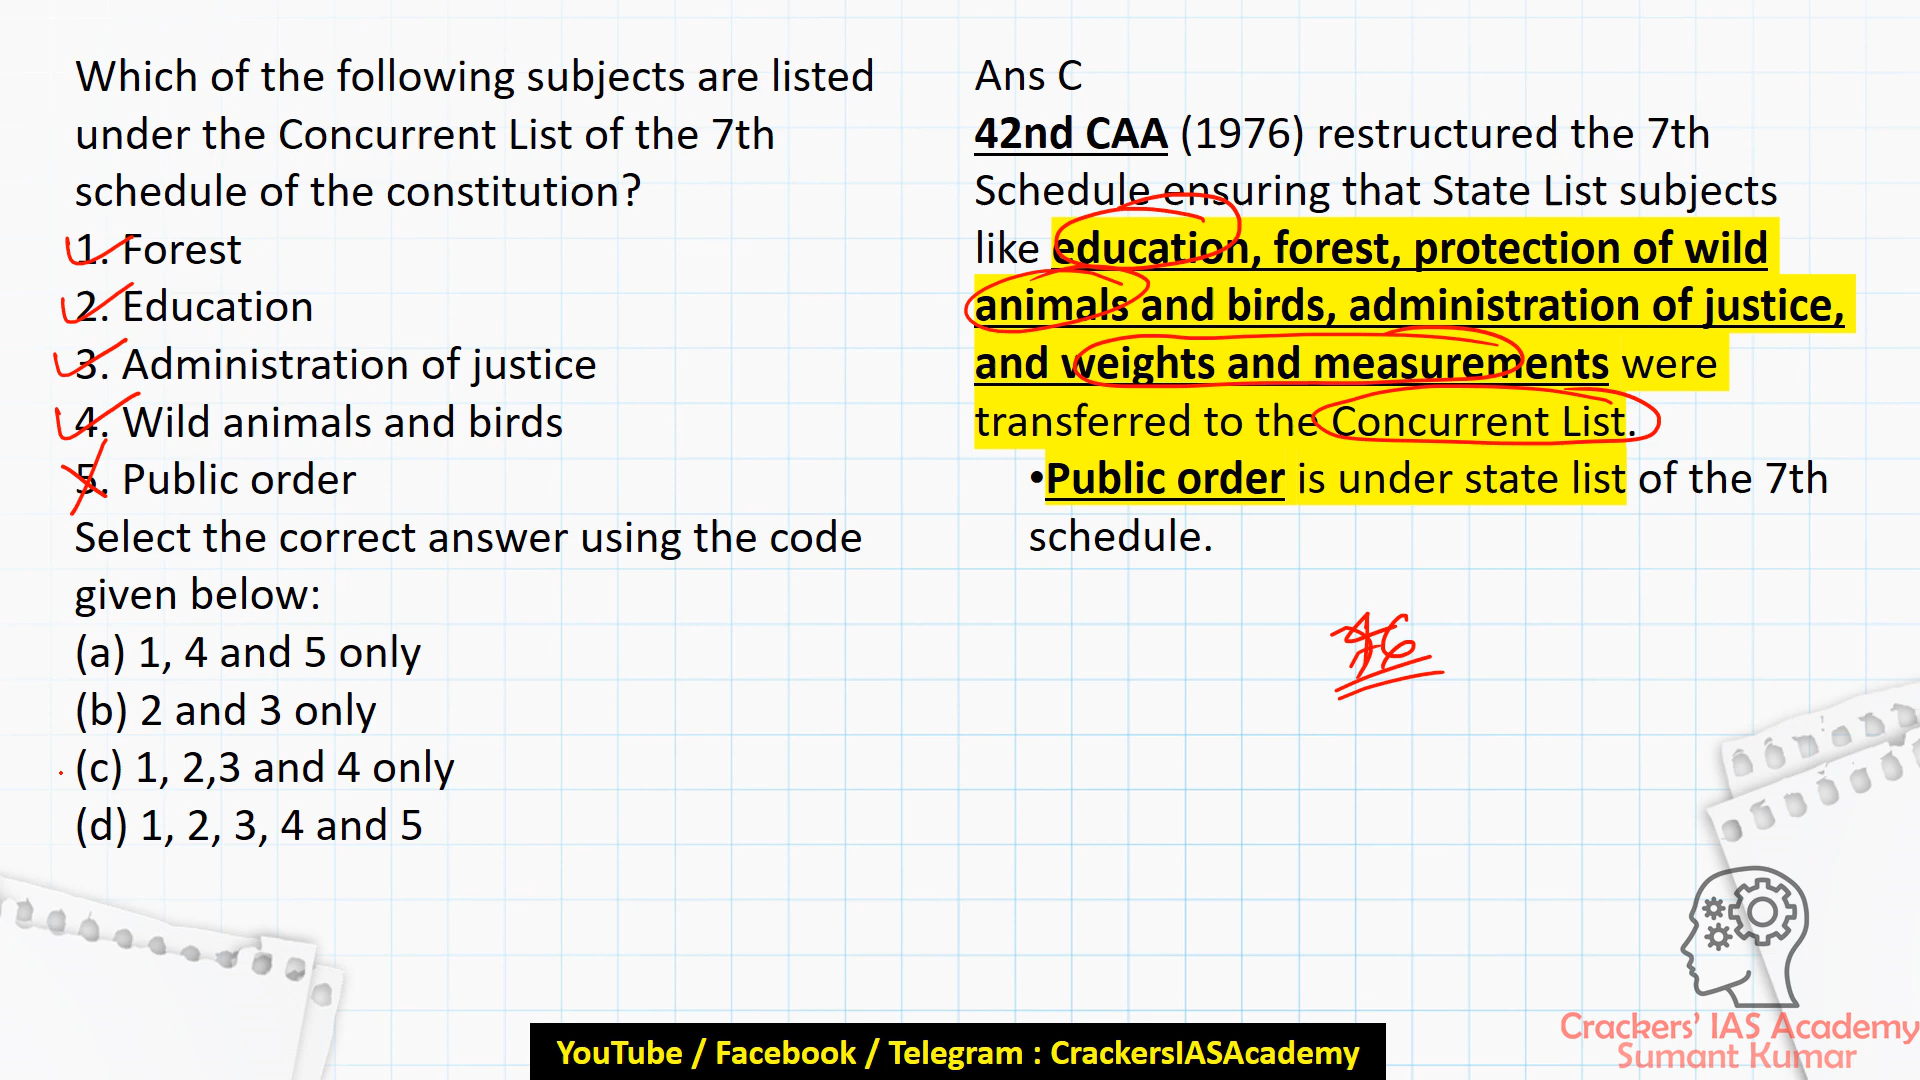 Which of the following subjects are listed
under the Concurrent List of the 7th
schedule of the constitution?
1. Forest
2. Education
3. Administration of justice
4. Wild animals and birds
5. Public order
Select the correct answer using the code
given below:
(a) 1, 4 and 5 only
(b) 2 and 3 only
(c) 1, 2,3 and 4 only
(d) 1, 2, 3, 4 and 5
Ans C
42nd CAA (1976) restructured the 7th
Schedule ensuring that State List subjects
like education, forest, protection of wild
animals and birds, administration of justice,
and weights and measurements were
transferred to the Concurrent List.
•Public order is under state list of the 7th
schedule.
Crackers’ IAS Academy
Sumant Kumar
YouTube / Facebook / Telegram : CrackersIASAcademy